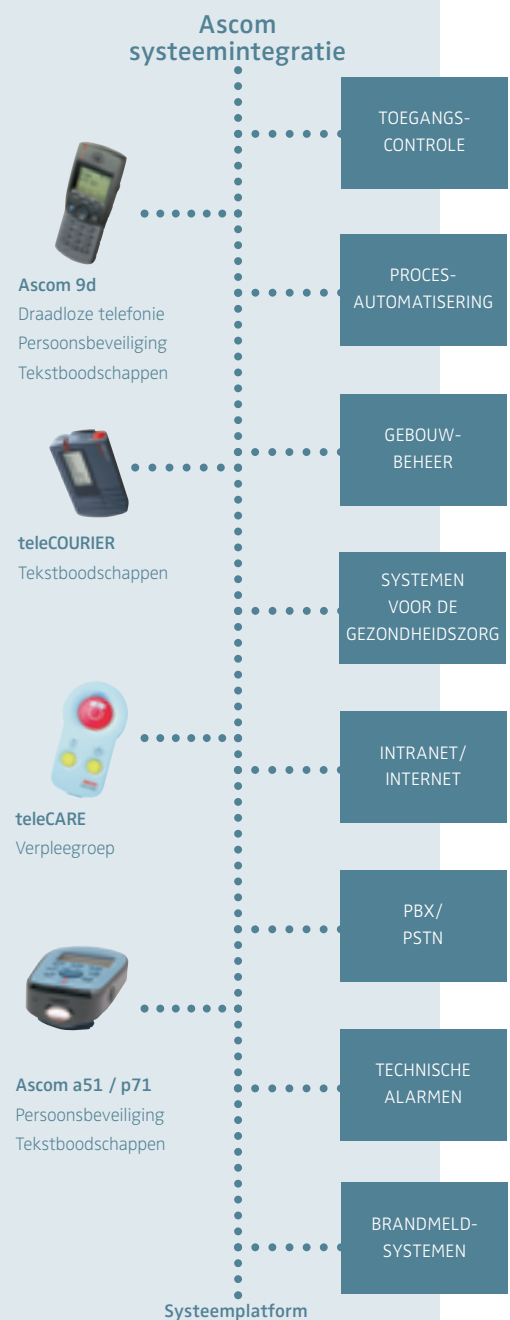 Ascom
systeemintegratie
TOEGANGS-
CONTROLE
Ascom 9d
Draadloze telefonie
Persoonsbeveiliging
Tekstboodschappen
PROCES-
AUTOMATISERING
GEBOUW-
BEHEER
teleCOURIER
Tekstboodschappen
SYSTEMEN
VOOR DE
GEZONDHEIDSZORG
INTRANET/
INTERNET
teleCARE
Verpleegroep
PBX/
PSTN
Ascom a51 / p71
Persoonsbeveiliging
Tekstboodschappen
TECHNISCHE
ALARMEN
BRANDMELD-
SYSTEMEN
Systeemplatform